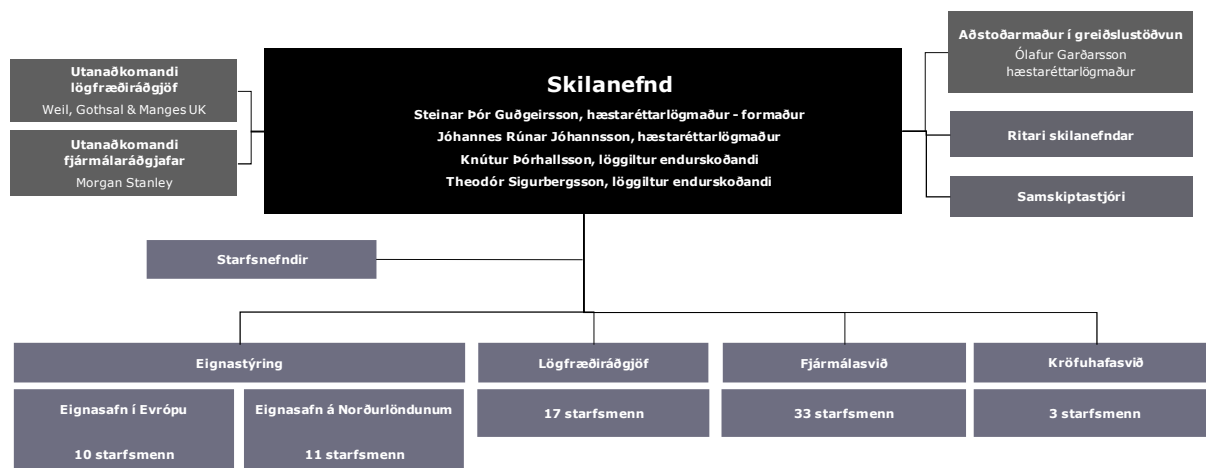 Utanaðkomandi
lögfræðiráðgjöf
Weil, Gothsal & Manges UK
Utanaðkomandi
fjármálaráðgjafar
Morgan Stanley
Skilanefnd
Steinar Þór Guðgeirsson, hæstaréttarlögmaður - formaður
Jóhannes Rúnar Jóhannsson, hæstaréttarlögmaður
Knútur Þórhallsson, löggiltur endurskoðandi
Theodór Sigurbergsson, löggiltur endurskoðandi
Aðstoðarmaður í greiðslustöðvun
Ólafur Garðarsson
hæstaréttarlögmaður
Ritari skilanefndar
Samskiptastjóri
Starfsnefndir
Eignastýring
Lögfræðiráðgjöf
Fjármálasvið
Kröfuhafasvið
Eignasafn í Evrópu
10 starfsmenn
Eignasafn á Norðurlöndunum
11 starfsmenn
17 starfsmenn
33 starfsmenn
3 starfsmenn